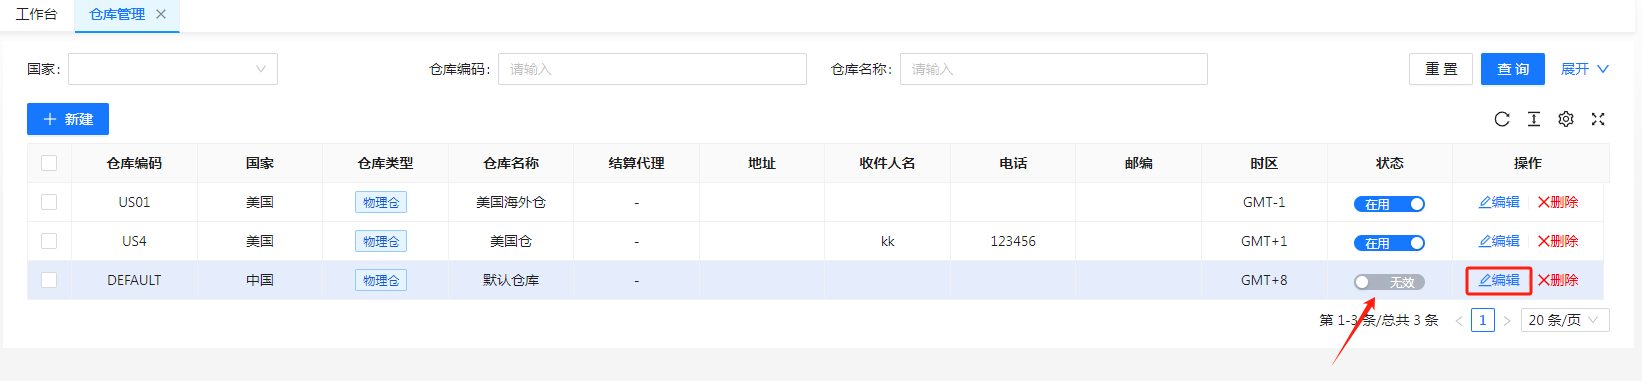 工作台 仓库管理
国家: 仓库编码: 请输入 仓库名称: 请输入 重 置 查 询 展开
新建
仓库编码 国家 仓库类型 仓库名称 结算代理 地址 收件人名 电话 邮编 时区 状态 操作
US01 美国 物理仓 美国海外仓 - GMT-1 在用 编辑 删除
US4 美国 物理仓 美国仓 - kk 123456 GMT+1 在用 编辑 删除
DEFAULT 中国 物理仓 默认仓库 - GMT+8 无效 编辑 删除
第 1-3 条/总共 3 条 < 1 > 20 条/页